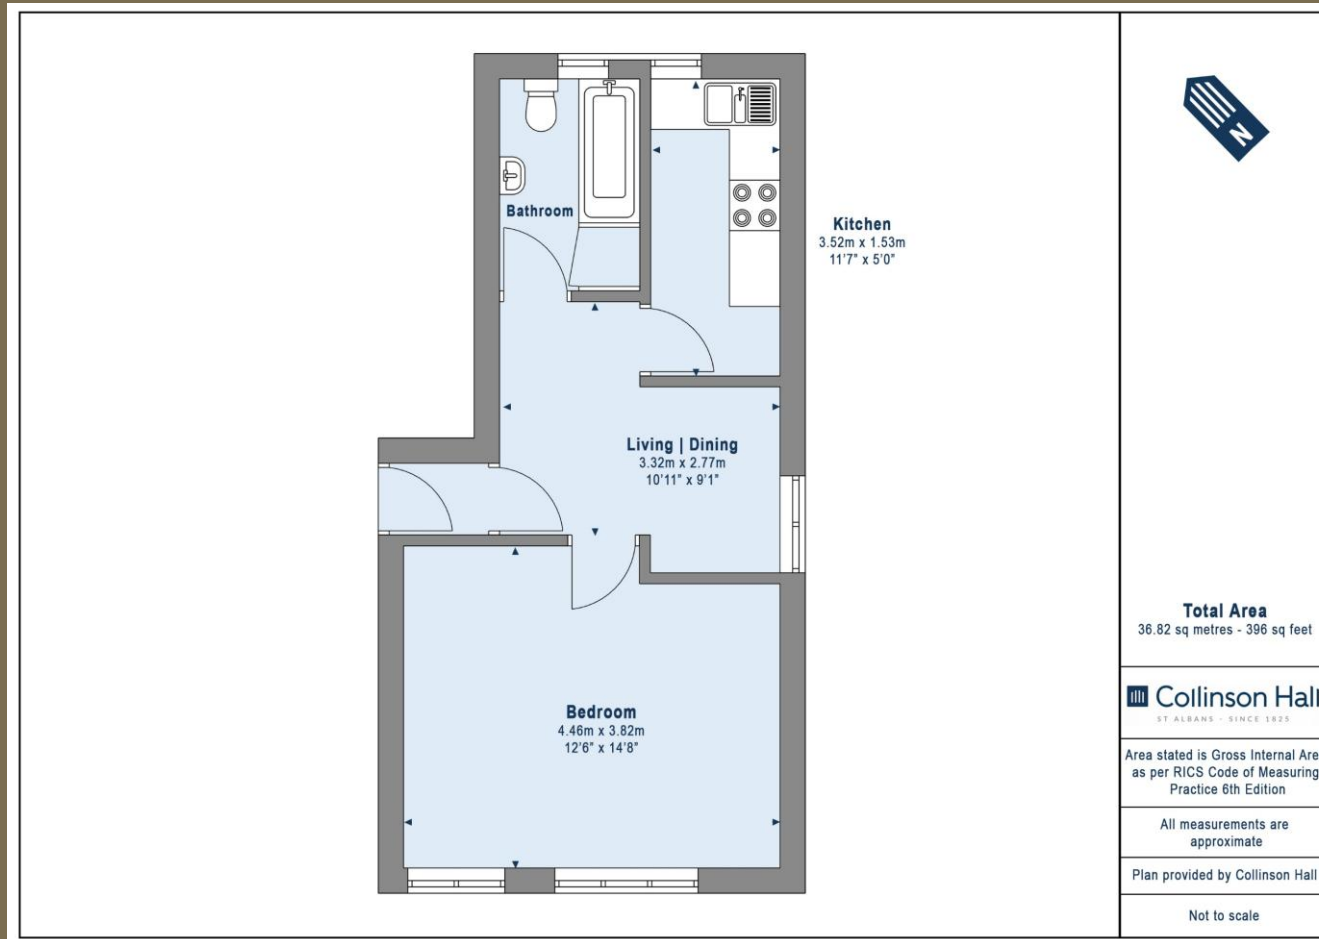 Bathroom
Kitchen
3.52m x 1.53m
11'7" x 5'0"
Living | Dining
3.32m x 2.77m
10'11" x 9'1"
Bedroom
4.46m x 3.82m
12'6" x 14'8"
N
Total Area
36.82 sq metres - 396 sq feet
Collinson Hall
ST ALBANS - SINCE 1825
Area stated is Gross Internal Are
as per RICS Code of Measuring
Practice 6th Edition
All measurements are
approximate
Plan provided by Collinson Hall
Not to scale